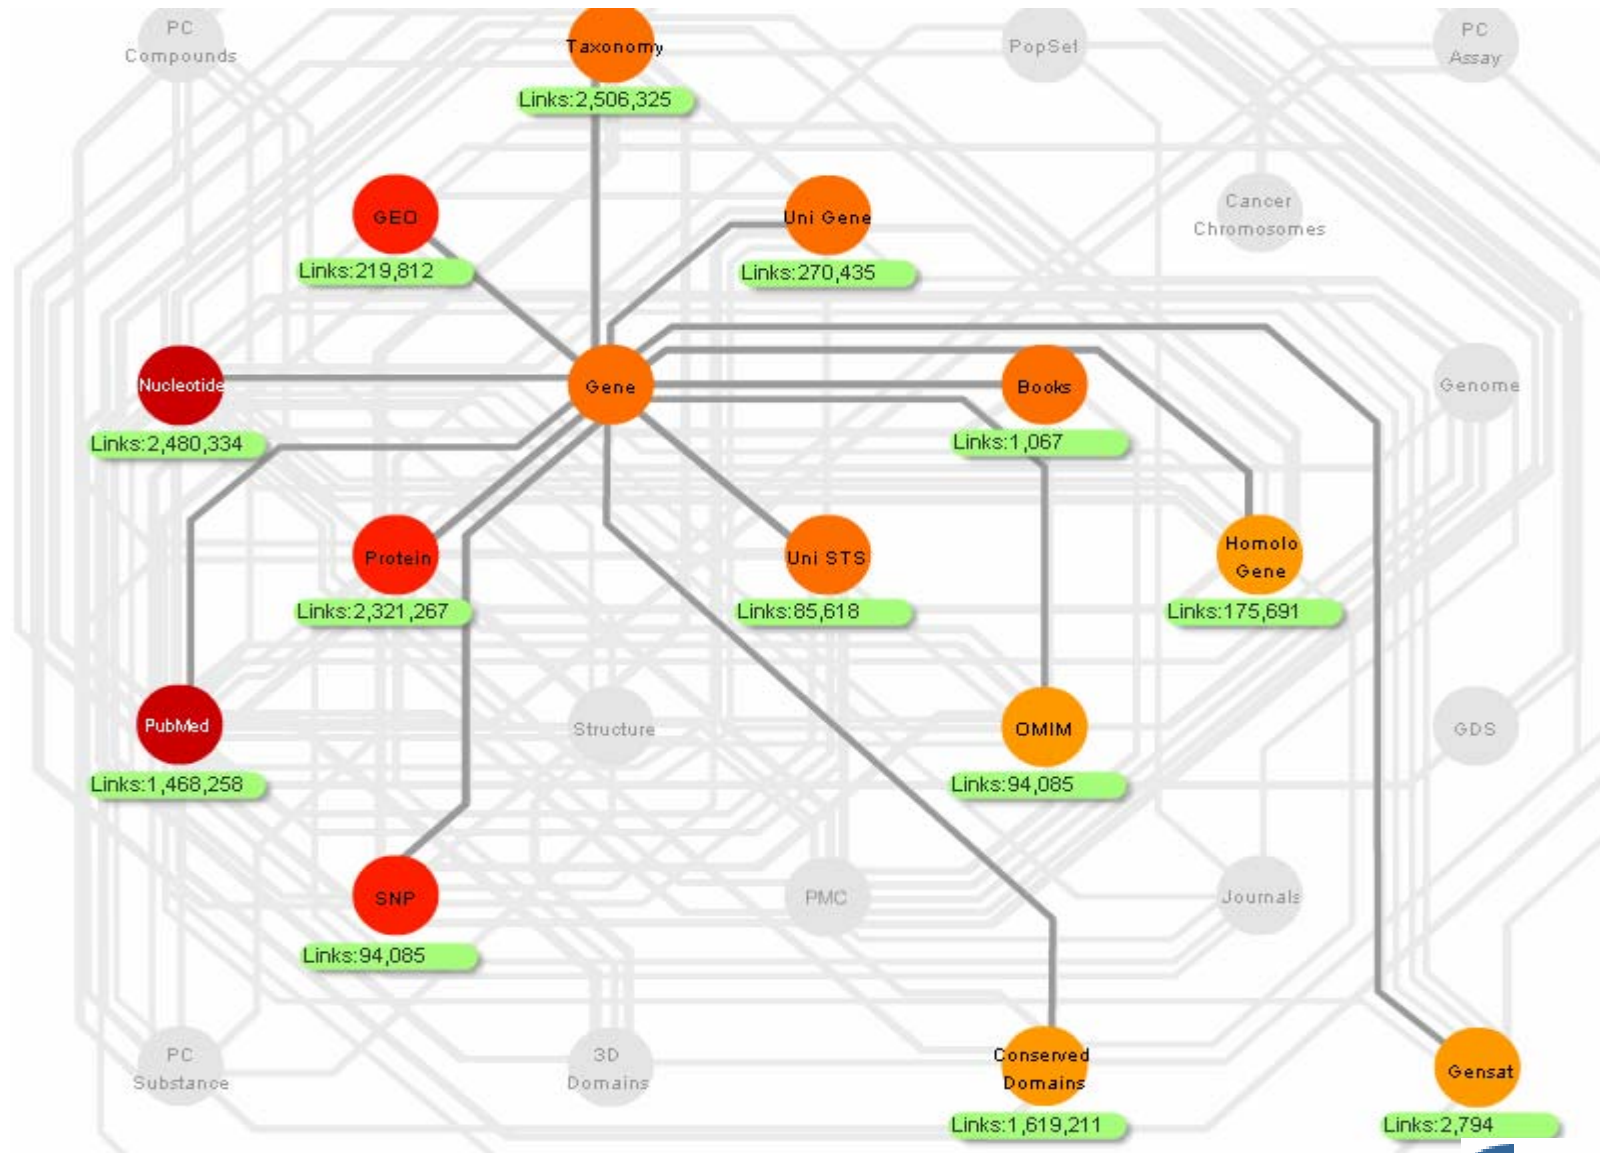 PC
Compounds
Taxonomy
Links:2,506,325
PopSet
PC
Assay
GEO
Links:219,812
Uni Gene
Links:270,435
Cancer
Chromosomes
Nucleotide
Links:2,480,334
Gene
Books
Links:1,067
Genome
Protein
Links:2,321,267
Uni STS
Links:85,618
Homolo
Gene
Links:175,691
PubMed
Links:1,468,258
Structure
OMIM
Links:94,085
GDS
SNP
Links:94,085
PMC
Journals
PC
Substance
3D
Domains
Conserved
Domains
Links:1,619,211
Gensat
Links:2,794